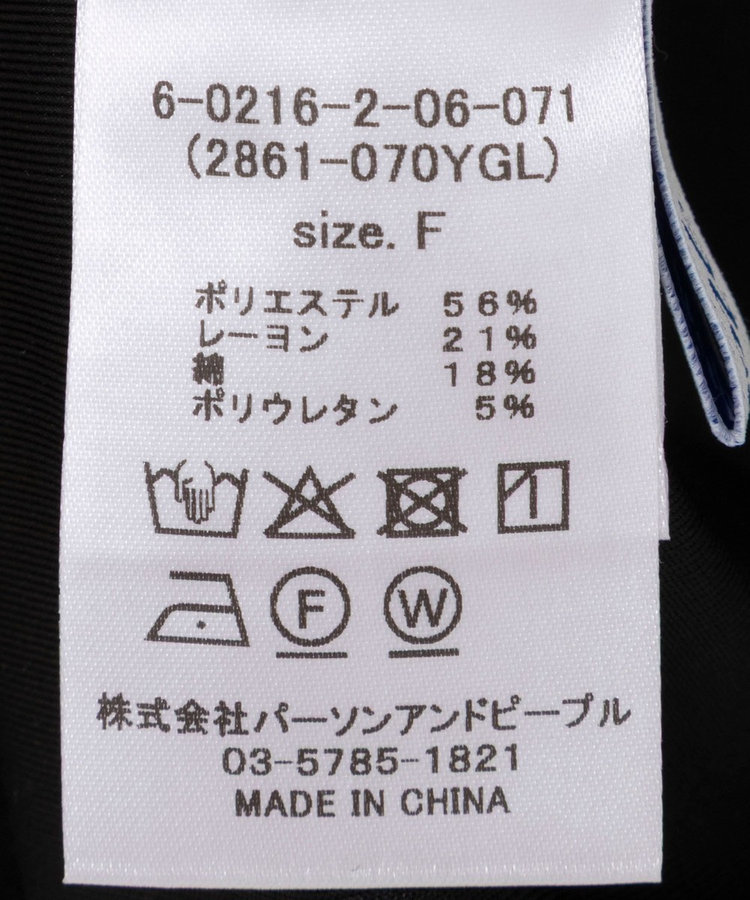 6-0216-2-06-071
(2861-070YGL)
size. F
ポリエステル 56%
レーヨン 21%
綿 18%
ポリウレタン 5%
F W
株式会社パーソンアンドピープル
03-5785-1821
MADE IN CHINA